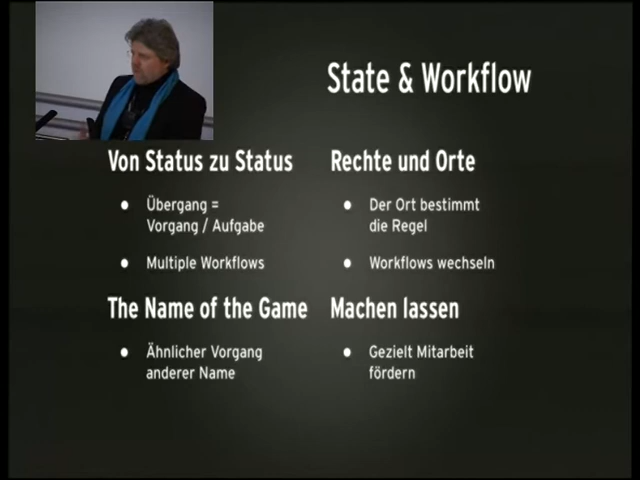 State & Workflow
Von Status zu Status
Übergang =
Vorgang / Aufgabe
Multiple Workflows
The Name of the Game
Ähnlicher Vorgang
anderer Name
Rechte und Orte
Der Ort bestimmt
die Regel
Workflows wechseln
Machen lassen
Gezielt Mitarbeit
fördern